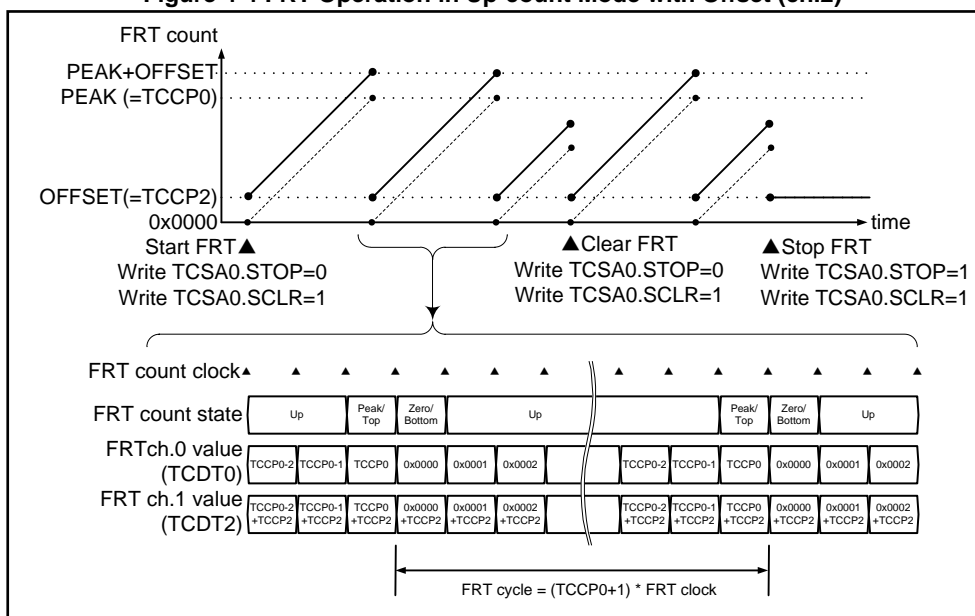 Figure 4-4 FRT Operation in Up-count Mode with Offset (ch.2)
FRT count
PEAK+OFFSET
PEAK (=TCCP0)
OFFSET(=TCCP2)
0x0000
time
Start FRT▲
Write TCSA0.STOP=0
Write TCSA0.SCLR=1
▲Clear FRT
Write TCSA0.STOP=0
Write TCSA0.SCLR=1
▲Stop FRT
Write TCSA0.STOP=1
Write TCSA0.SCLR=1
FRT count clock
FRT count state
Up
Peak/
Top
Zero/
Bottom
Up
Peak/
Top
Zero/
Bottom
Up
FRTch.0 value
(TCDT0)
TCCP0-2 TCCP0-1 TCCP0 0x0000 0x0001 0x0002 TCCP0-2 TCCP0-1 TCCP0 0x0000 0x0001 0x0002
FRT ch.1 value
(TCDT2)
TCCP0-2 TCCP0-1 TCCP0 0x0000 0x0001 0x0002 TCCP0-2 TCCP0-1 TCCP0 0x0000 0x0001 0x0002
+TCCP2 +TCCP2 +TCCP2 +TCCP2 +TCCP2 +TCCP2 +TCCP2 +TCCP2 +TCCP2 +TCCP2 +TCCP2 +TCCP2
FRT cycle = (TCCP0+1) * FRT clock